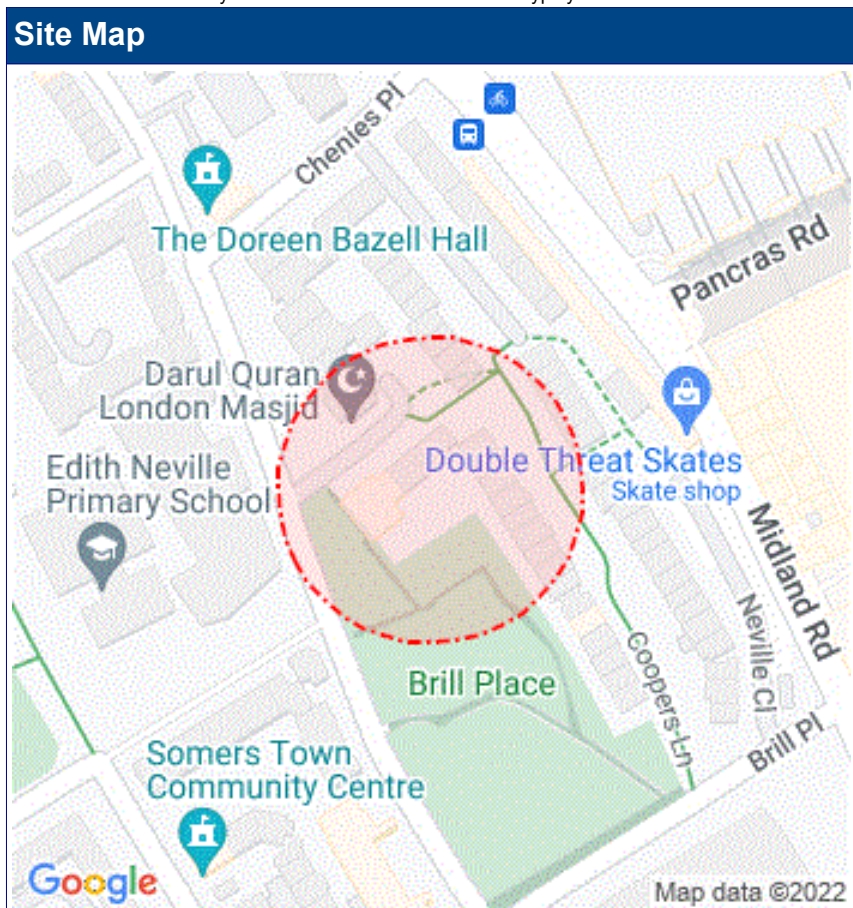 Site Map
Chenies Pl
The Doreen Bazell Hall
Pancras Rd
Darul Quran
London Masjid
Edith Neville
Primary School
Double Threat Skates
Skate shop
Midland Rd
Neville Cl
Coopers Ln
Brill Place
Brill Pl
Somers Town
Community Centre
Google
Map data ©2022